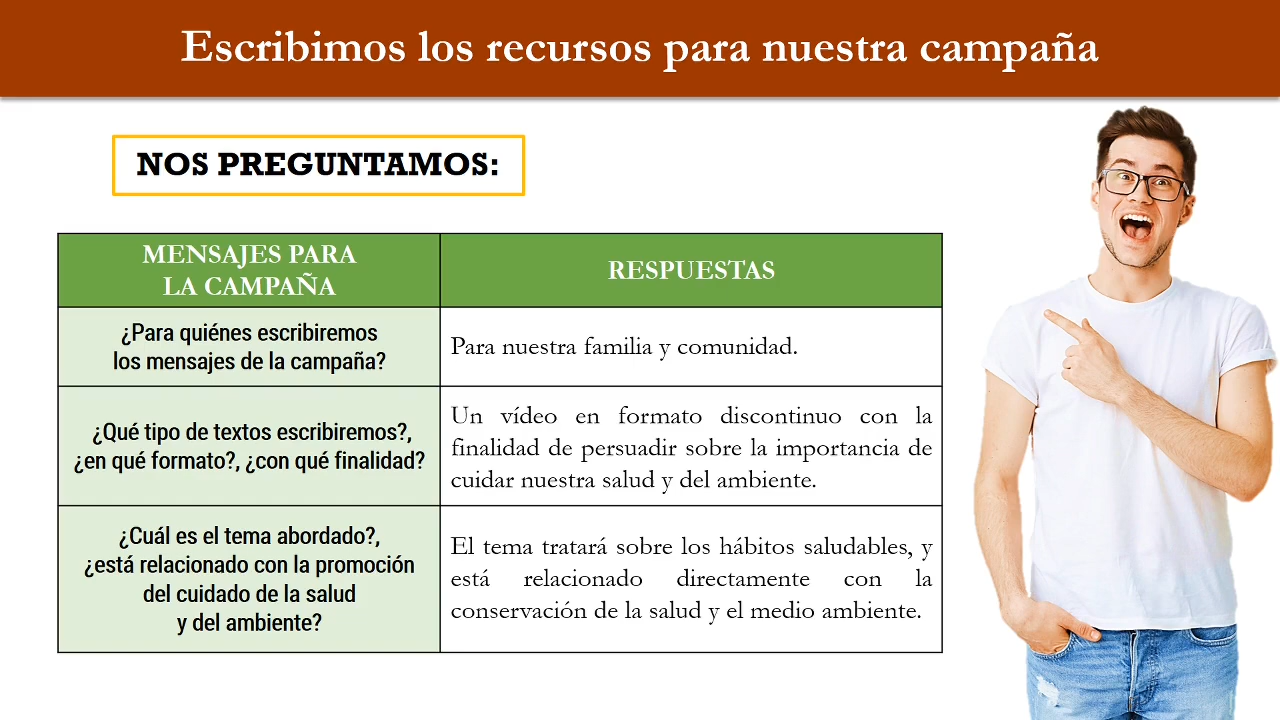 Escribimos los recursos para nuestra campaña
NOS PREGUNTAMOS:
MENSAJES PARA
LA CAMPAÑA
RESPUESTAS
¿Para quiénes escribiremos
los mensajes de la campaña?
Para nuestra familia y comunidad.
¿Qué tipo de textos escribiremos?,
¿en qué formato?, ¿con qué finalidad?
Un vídeo en formato discontinuo con la
finalidad de persuadir sobre la importancia de
cuidar nuestra salud y del ambiente.
¿Cuál es el tema abordado?,
¿está relacionado con la promoción
del cuidado de la salud
y del ambiente?
El tema tratará sobre los hábitos saludables, y
está relacionado directamente con la
conservación de la salud y el medio ambiente.